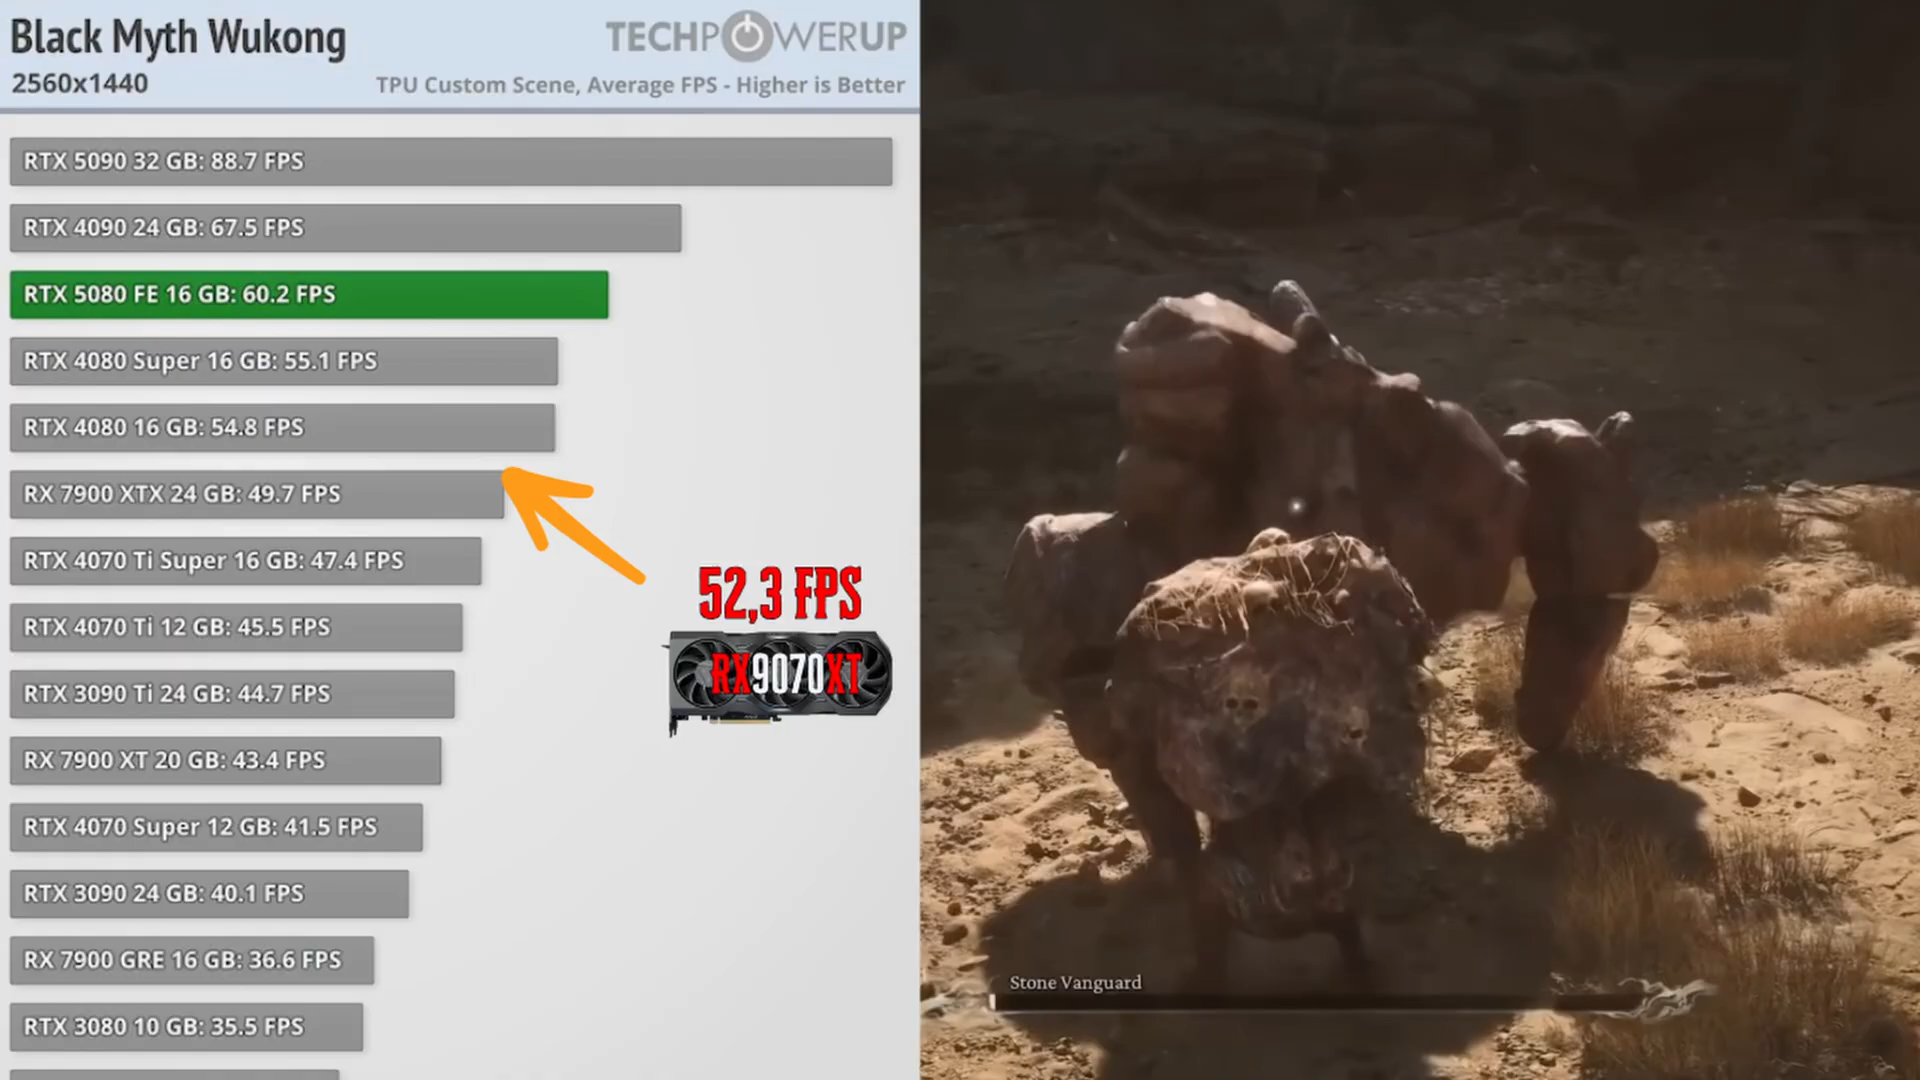 Black Myth Wukong
TECHPOWERUP
2560x1440
TPU Custom Scene, Average FPS - Higher is Better
RTX 5090 32 GB: 88.7 FPS
RTX 4090 24 GB: 67.5 FPS
RTX 5080 FE 16 GB: 60.2 FPS
RTX 4080 Super 16 GB: 55.1 FPS
RTX 4080 16 GB: 54.8 FPS
RX 7900 XTX 24 GB: 49.7 FPS
RTX 4070 Ti Super 16 GB: 47.4 FPS
RTX 4070 Ti 12 GB: 45.5 FPS
RTX 3090 Ti 24 GB: 44.7 FPS
RX 7900 XT 20 GB: 43.4 FPS
RTX 4070 Super 12 GB: 41.5 FPS
RTX 3090 24 GB: 40.1 FPS
RX 7900 GRE 16 GB: 36.6 FPS
RTX 3080 10 GB: 35.5 FPS
52,3 FPS
RX9070XT
Stone Vanguard